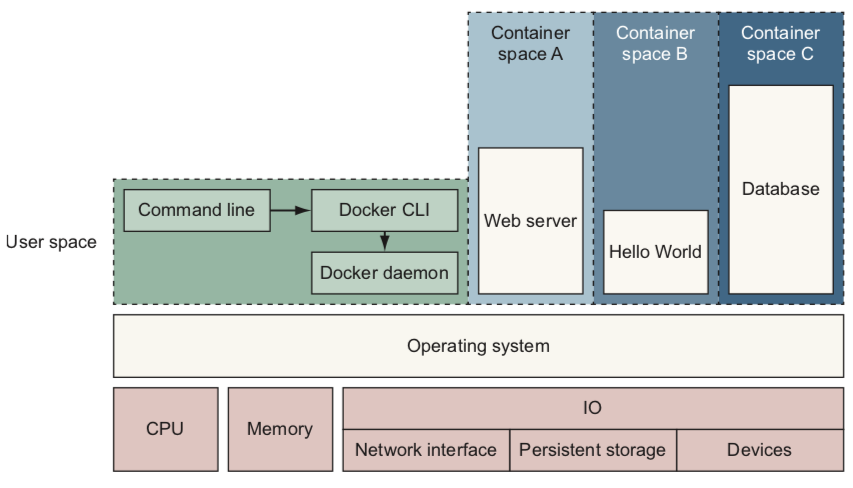 Container
space A
Container
space B
Container
space C
Command line
Docker CLI
Database
Web server
User space
Hello World
Docker daemon
Operating system
CPU
Memory
IO
Network interface
Persistent storage
Devices